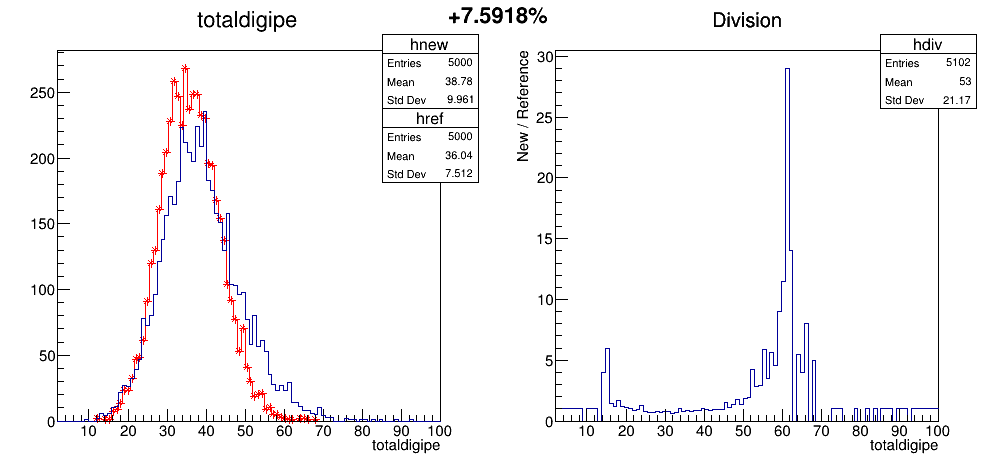 +7.5918%
totaldigipe
hnew
Entries 5000
Mean 38.78
Std Dev 9.961
href
Entries 5000
Mean 36.04
Std Dev 7.512
250
200
150
100
50
0
10 20 30 40 50 60 70 80 90 100
totaldigipe
Division
hdiv
Entries 5102
Mean 53
Std Dev 21.17
New / Reference
30
25
20
15
10
5
0
10 20 30 40 50 60 70 80 90 100
totaldigipe